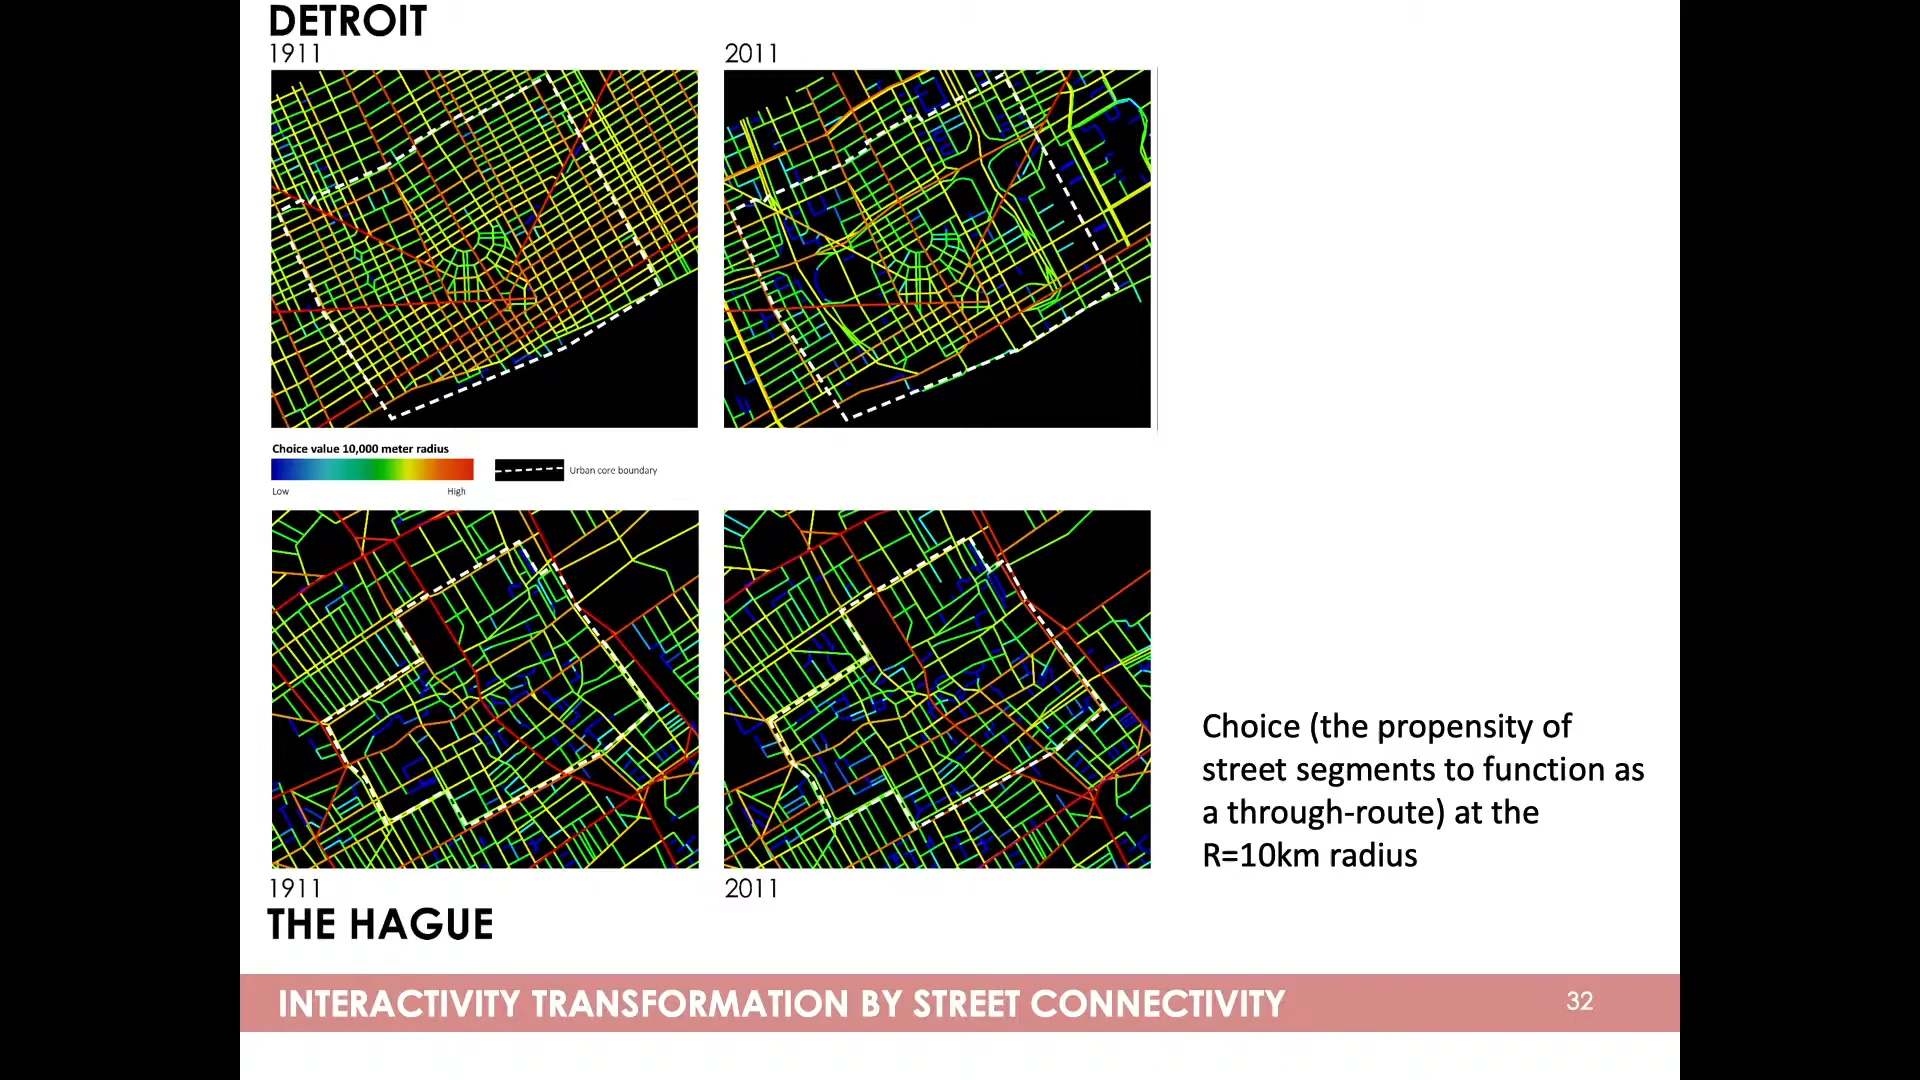 DETROIT
1911
2011
Choice value 10,000 meter radius
Urban core boundary
Low
High
Choice (the propensity of
street segments to function as
a through-route) at the
R=10km radius
1911
2011
THE HAGUE
INTERACTIVITY TRANSFORMATION BY STREET CONNECTIVITY
32